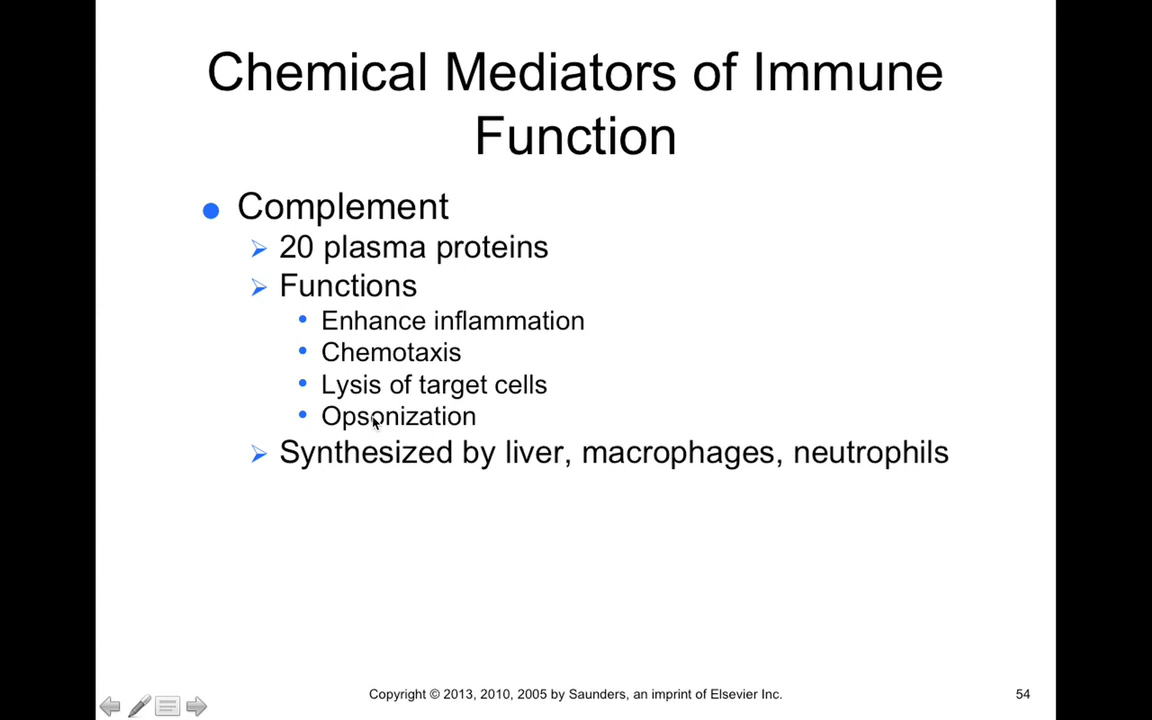 Chemical Mediators of Immune
Function
Complement
20 plasma proteins
Functions
Enhance inflammation
Chemotaxis
Lysis of target cells
Opsonization
Synthesized by liver, macrophages, neutrophils
Copyright © 2013, 2010, 2005 by Saunders, an imprint of Elsevier Inc.
54